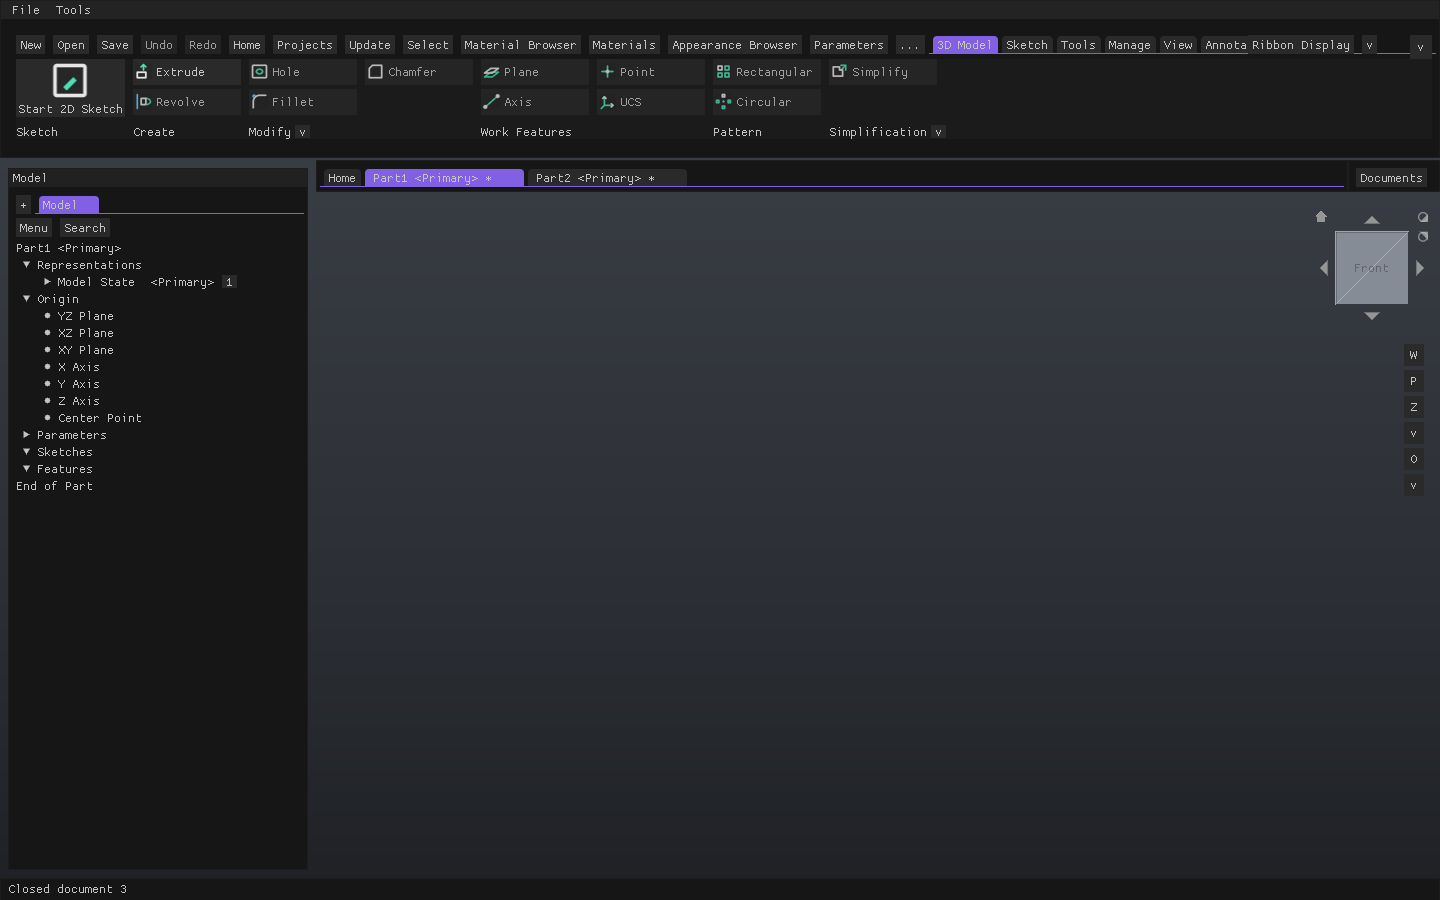 File Tools
New Open Save Undo Redo Home Projects Update Select Material Browser Materials Appearance Browser Parameters ... 3D Model Sketch Tools Manage View Annota Ribbon Display v v
Extrude Hole Chamfer Plane Point Rectangular Simplify
Start 2D Sketch Revolve Fillet Axis UCS Circular
Sketch Create Modify v Work Features Pattern Simplification v
Model
Home Part1 <Primary> * Part2 <Primary> * Documents
+ Model
Menu Search
Part1 <Primary>
Representations
Model State <Primary> 1
Origin
YZ Plane
XZ Plane
XY Plane
X Axis
Y Axis
Z Axis
Center Point
Parameters
Sketches
Features
End of Part
Front
W
P
Z
v
O
v
Closed document 3